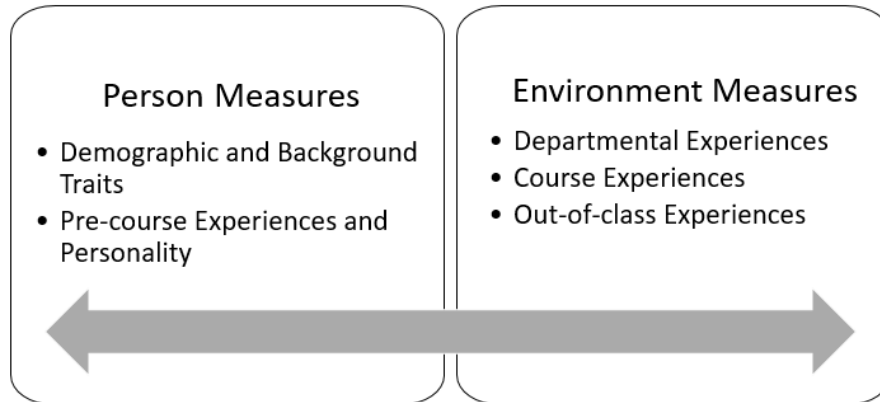 Person Measures
• Demographic and Background
Traits
• Pre-course Experiences and
Personality
Environment Measures
• Departmental Experiences
• Course Experiences
• Out-of-class Experiences